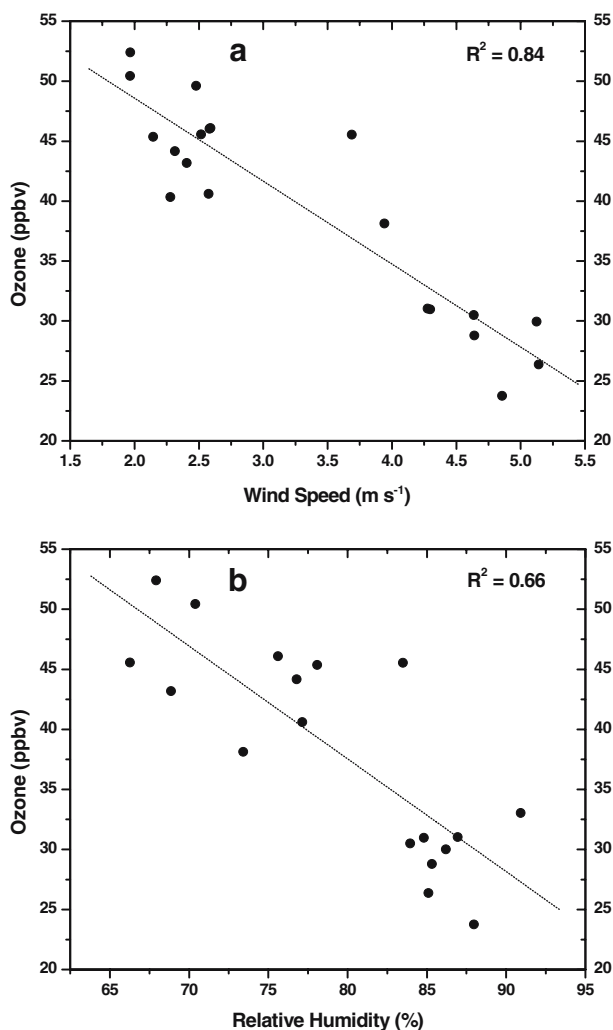 a
R² = 0.84
Ozone (ppbv)
55 55
50 50
45 45
40 40
35 35
30 30
25 25
20 20
1.5 2.0 2.5 3.0 3.5 4.0 4.5 5.0 5.5
Wind Speed (m s⁻¹)
b
R² = 0.66
Ozone (ppbv)
55 55
50 50
45 45
40 40
35 35
30 30
25 25
20 20
65 70 75 80 85 90 95
Relative Humidity (%)